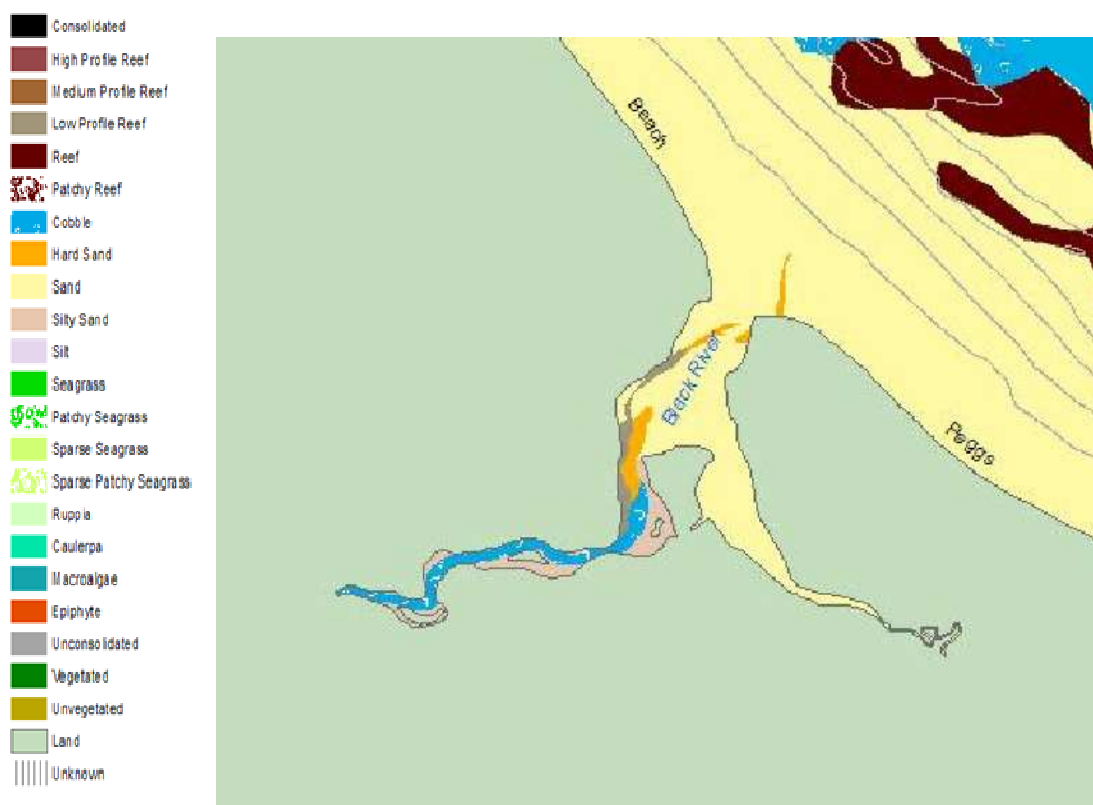 Consolidated
High Profile Reef
Medium Profile Reef
Low Profile Reef
Reef
Patchy Reef
Cobble
Hard Sand
Sand
Silty Sand
Silt
Seagrass
Patchy Seagrass
Sparse Seagrass
Sparse Patchy Seagrass
Ruppia
Caulerpa
Macroalgae
Epiphyte
Unconsolidated
Vegetated
Unvegetated
Land
Unknown
Beach
Black River
Peggs